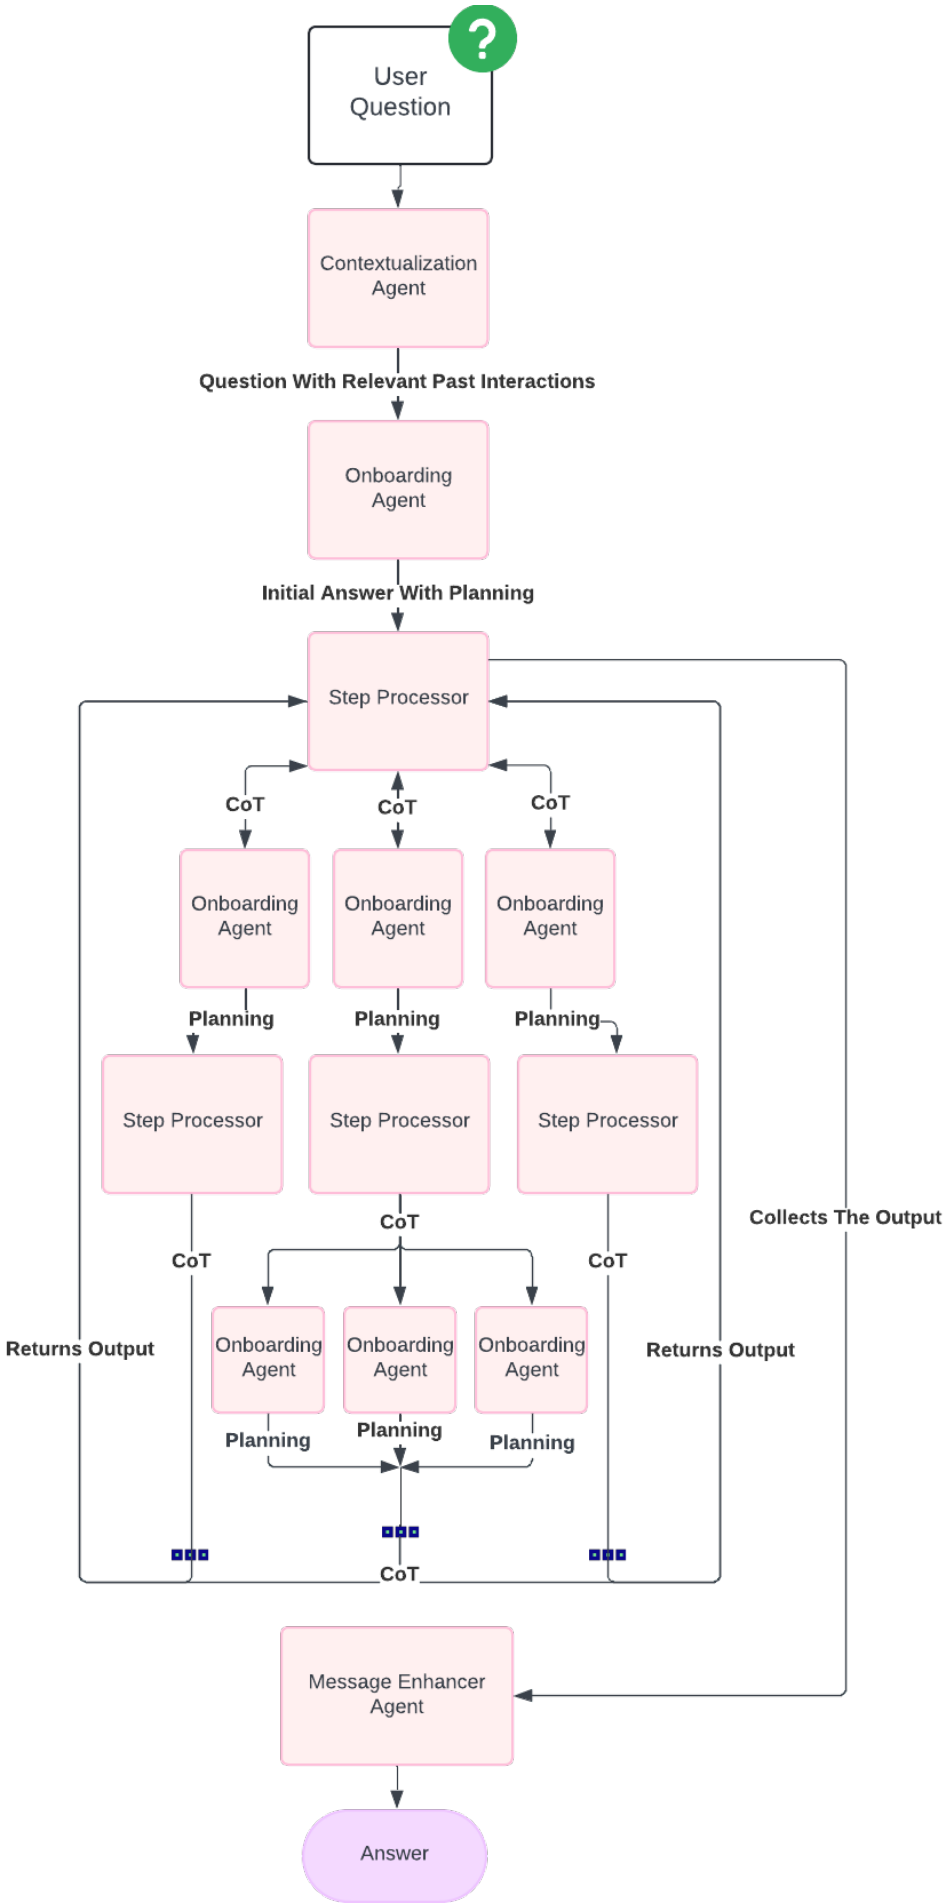 ?
User
Question
Contextualization
Agent
Question With Relevant Past Interactions
Onboarding
Agent
Initial Answer With Planning
Step Processor
CoT
CoT
CoT
Onboarding
Agent
Onboarding
Agent
Onboarding
Agent
Planning
Planning
Planning
Step Processor
Step Processor
Step Processor
Collects The Output
CoT
CoT
CoT
Returns Output
Onboarding
Agent
Onboarding
Agent
Onboarding
Agent
Returns Output
Planning
Planning
Planning
CoT
Message Enhancer
Agent
Answer